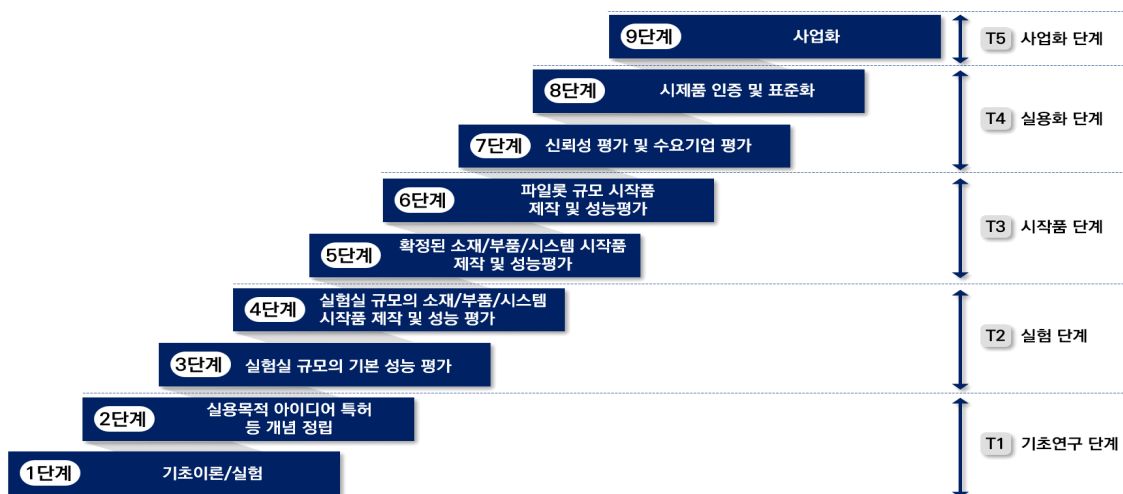 9단계 사업화
T5 사업화 단계
8단계 시제품 인증 및 표준화
T4 실용화 단계
7단계 신뢰성 평가 및 수요기업 평가
6단계 파일롯 규모 시작품
제작 및 성능평가
T3 시작품 단계
5단계 확정된 소재/부품/시스템 시작품
제작 및 성능평가
4단계 실험실 규모의 소재/부품/시스템
시작품 제작 및 성능 평가
T2 실험 단계
3단계 실험실 규모의 기본 성능 평가
2단계 실용목적 아이디어 특허
등 개념 정립
T1 기초연구 단계
1단계 기초이론/실험